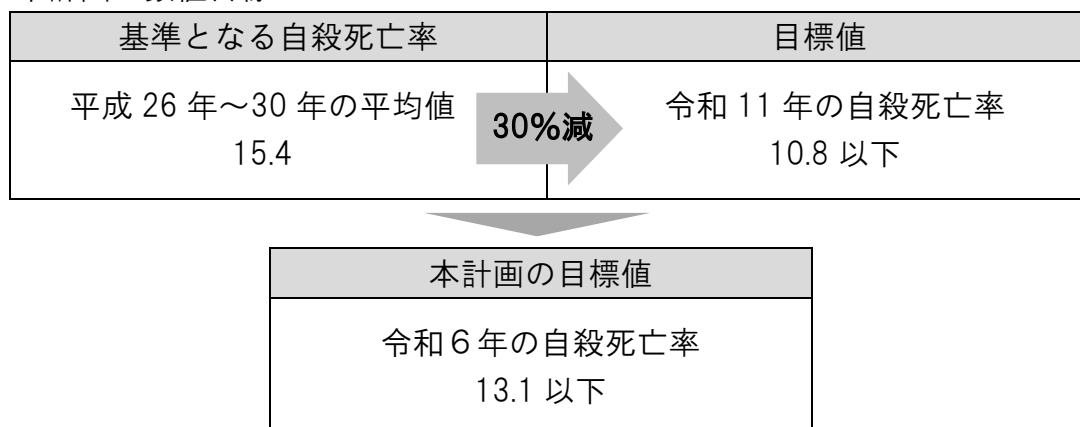 基準となる自殺死亡率
目標値
平成 26 年～30 年の平均値
15.4
30%減
令和 11 年の自殺死亡率
10.8 以下
本計画の目標値
令和６年の自殺死亡率
13.1 以下